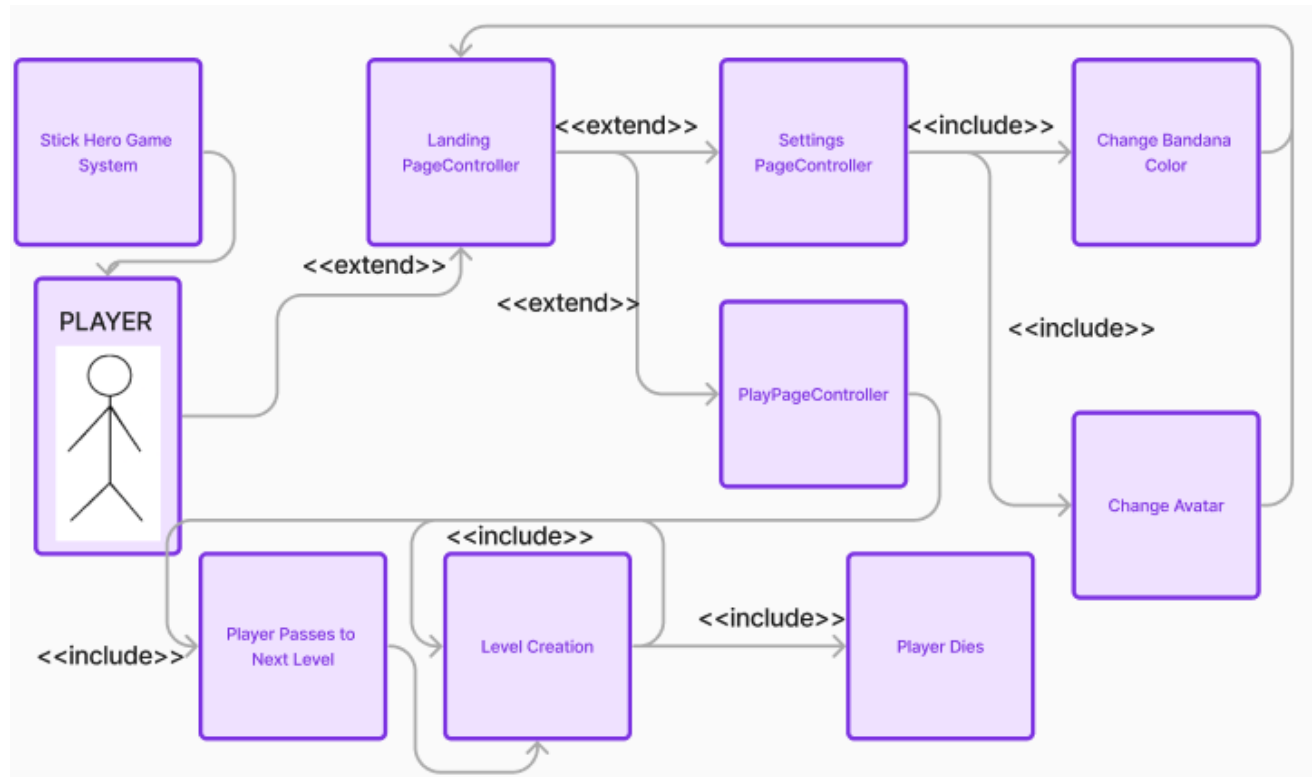 Stick Hero Game
System
Landing
PageController
<<extend>>
Settings
PageController
<<include>>
Change Bandana
Color
<<extend>>
PLAYER
<<extend>>
PlayPageController
<<include>>
Change Avatar
<<include>>
Player Passes to
Next Level
<<include>>
Level Creation
<<include>>
Player Dies